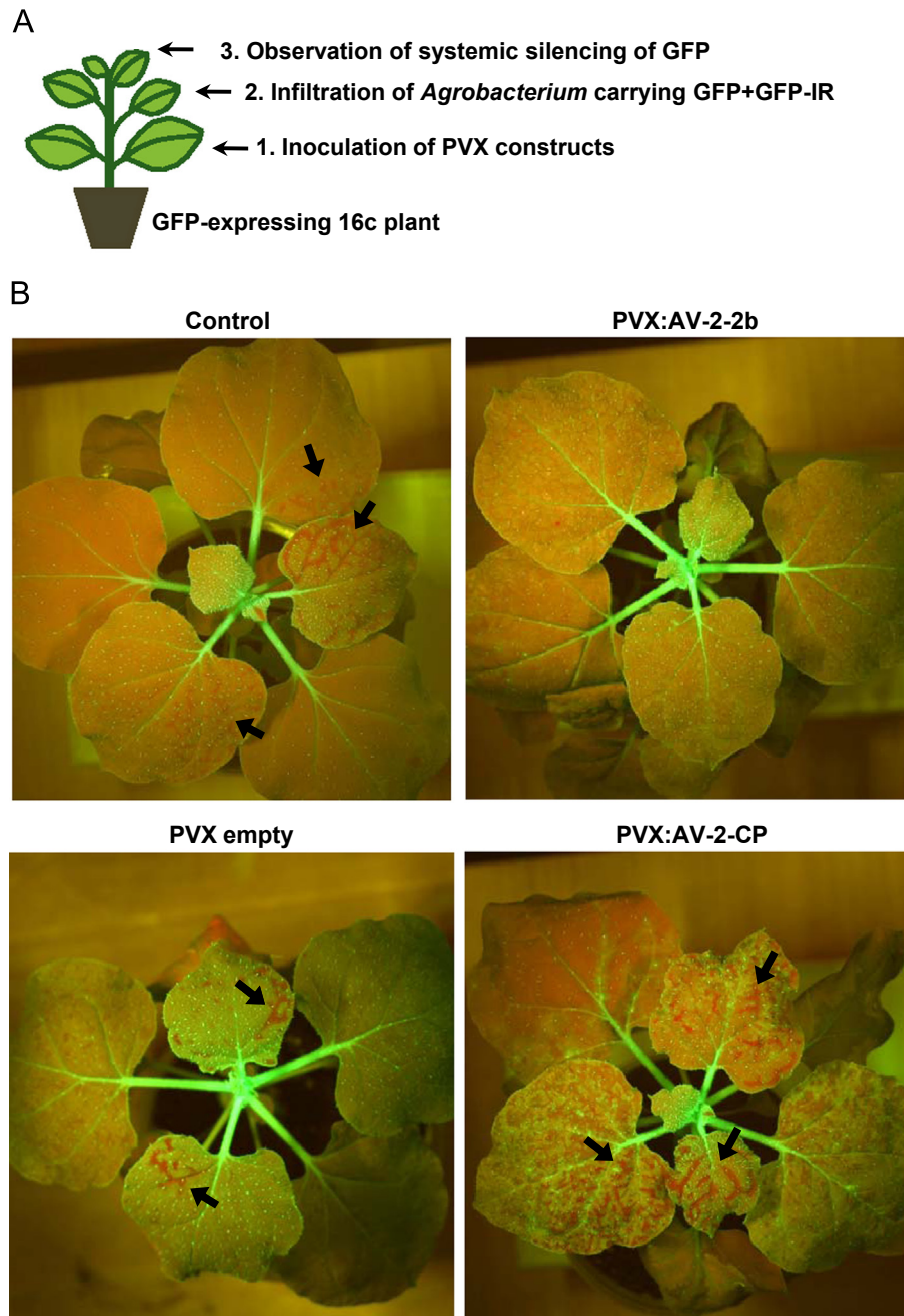 A
3. Observation of systemic silencing of GFP
2. Infiltration of Agrobacterium carrying GFP+GFP-IR
1. Inoculation of PVX constructs
GFP-expressing 16c plant
B
Control
PVX:AV-2-2b
PVX empty
PVX:AV-2-CP